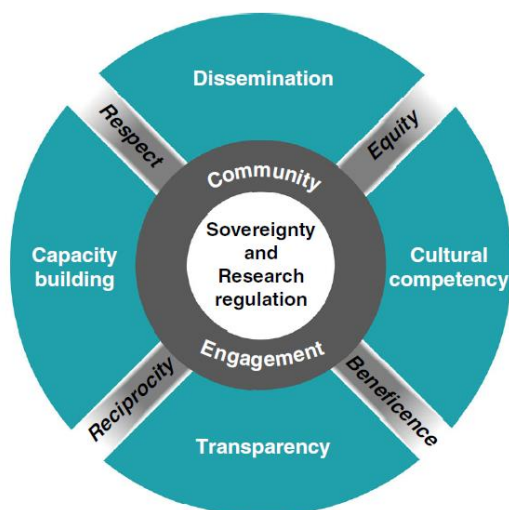 Dissemination
Respect
Equity
Community
Sovereignty
and
Research
regulation
Capacity
building
Cultural
competency
Engagement
Reciprocity
Beneficence
Transparency